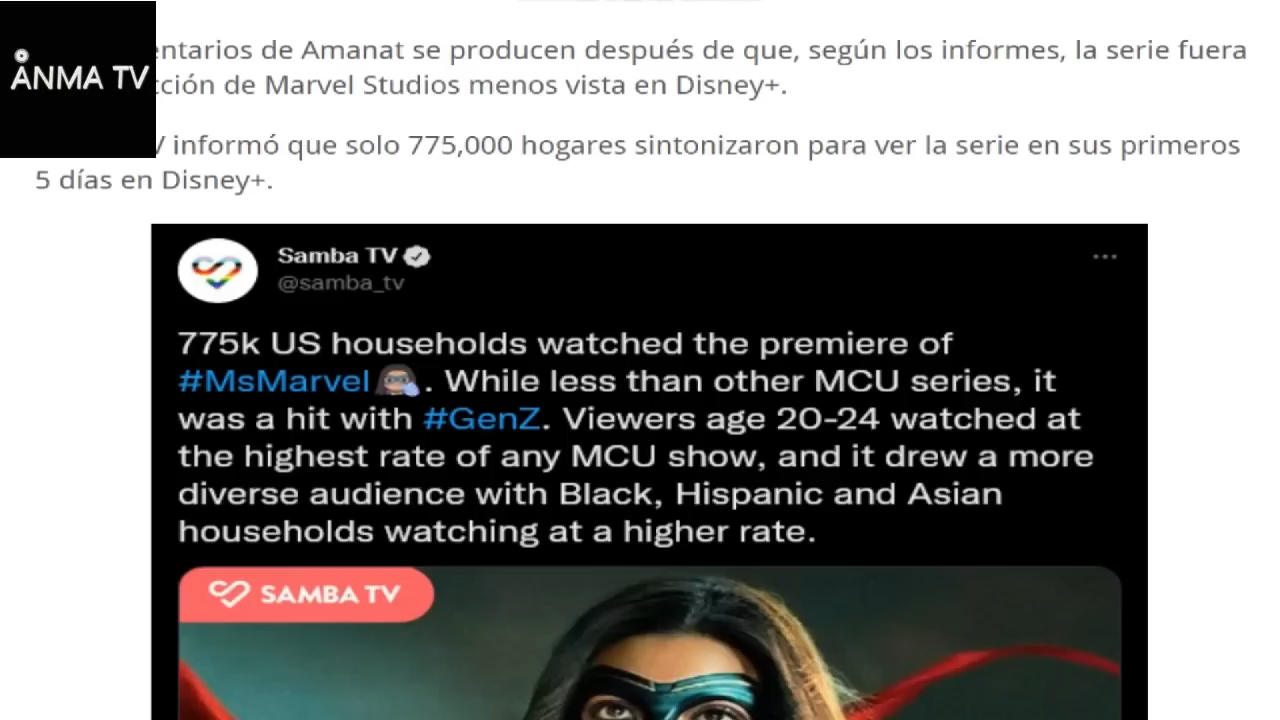 ANMA TV
entarios de Amanat se producen después de que, según los informes, la serie fuera
cción de Marvel Studios menos vista en Disney+.
V informó que solo 775,000 hogares sintonizaron para ver la serie en sus primeros
5 días en Disney+.
Samba TV
@samba_tv
775k US households watched the premiere of
#MsMarvel. While less than other MCU series, it
was a hit with #GenZ. Viewers age 20-24 watched at
the highest rate of any MCU show, and it drew a more
diverse audience with Black, Hispanic and Asian
households watching at a higher rate.
SAMBA TV